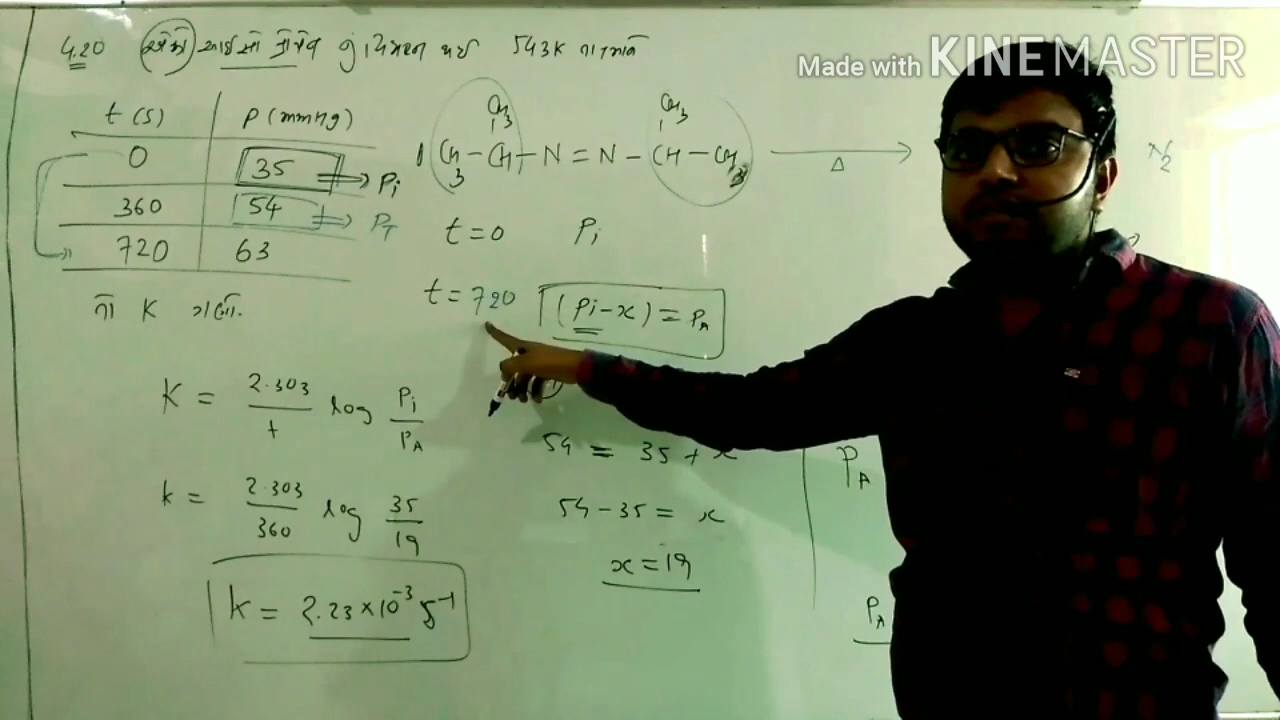 Made with KINEMASTER
4.20 543K
t (s) P (mmHg)
0 35 Pi
360 54 PT
720 63
ના K ગણો.
CH3 CH3
CH3 - CH - N = N - CH - CH3 Δ N2
t = 0 Pi
t = 720 (Pi - x) = PA
K = 2.303 / t log Pi / PA
54 = 35 + x
PA
k = 2.303 / 360 log 35 / 19
54 - 35 = x
x = 19
k = 2.23 × 10⁻³ s⁻¹
PA